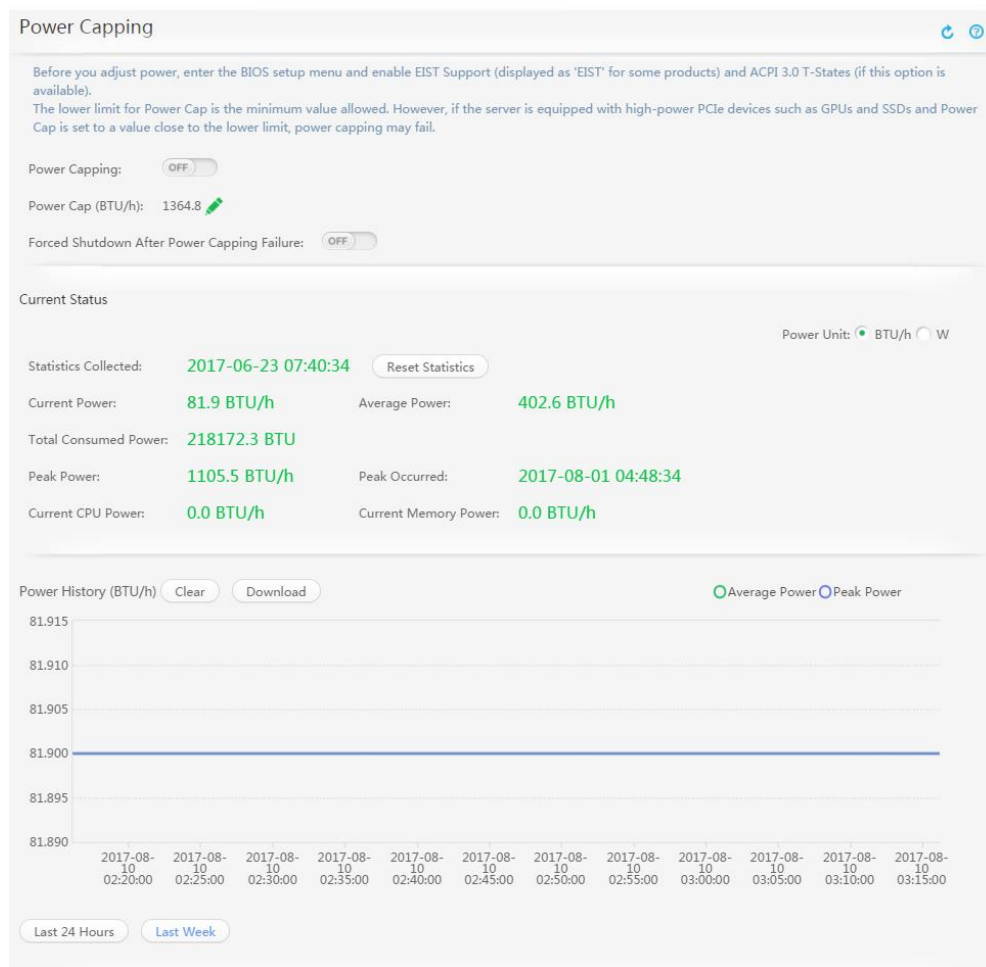 Power Capping
Before you adjust power, enter the BIOS setup menu and enable EIST Support (displayed as 'EIST' for some products) and ACPI 3.0 T-States (if this option is
available).
The lower limit for Power Cap is the minimum value allowed. However, if the server is equipped with high-power PCIe devices such as GPUs and SSDs and Power
Cap is set to a value close to the lower limit, power capping may fail.
Power Capping: OFF
Power Cap (BTU/h): 1364.8
Forced Shutdown After Power Capping Failure: OFF
Current Status
Power Unit: BTU/h W
Statistics Collected: 2017-06-23 07:40:34 Reset Statistics
Current Power: 81.9 BTU/h Average Power: 402.6 BTU/h
Total Consumed Power: 218172.3 BTU
Peak Power: 1105.5 BTU/h Peak Occurred: 2017-08-01 04:48:34
Current CPU Power: 0.0 BTU/h Current Memory Power: 0.0 BTU/h
Power History (BTU/h) Clear Download Average Power Peak Power
81.915
81.910
81.905
81.900
81.895
81.890
2017-08- 2017-08- 2017-08- 2017-08- 2017-08- 2017-08- 2017-08- 2017-08- 2017-08- 2017-08- 2017-08- 2017-08-
10 10 10 10 10 10 10 10 10 10 10 10
02:20:00 02:25:00 02:30:00 02:35:00 02:40:00 02:45:00 02:50:00 02:55:00 03:00:00 03:05:00 03:10:00 03:15:00
Last 24 Hours Last Week